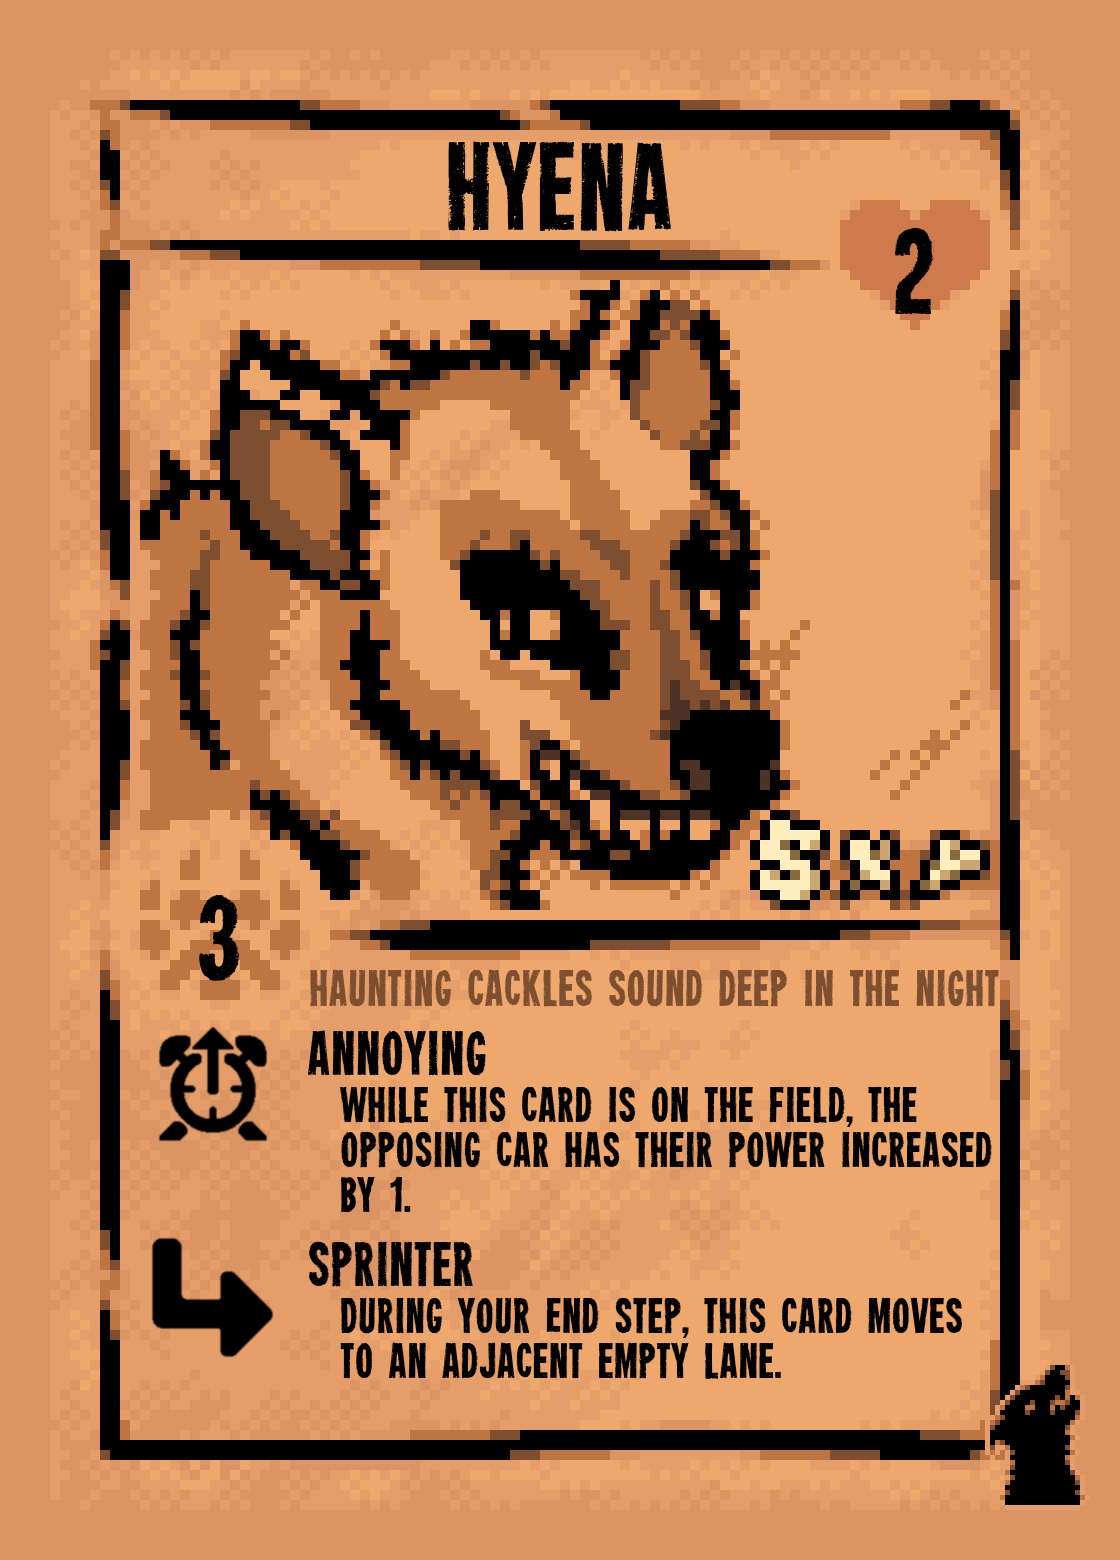 HYENA
2
3
HAUNTING CACKLES SOUND DEEP IN THE NIGHT
ANNOYING
WHILE THIS CARD IS ON THE FIELD, THE
OPPOSING CAR HAS THEIR POWER INCREASED
BY 1.
SPRINTER
DURING YOUR END STEP, THIS CARD MOVES
TO AN ADJACENT EMPTY LANE.